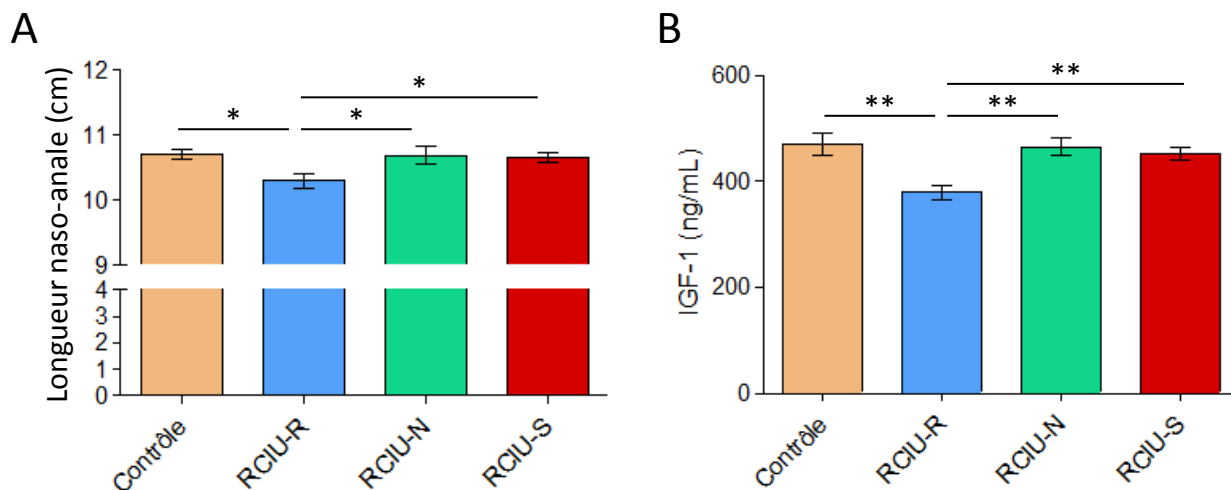 A
Longueur naso-anale (cm)
12
11
10
9
4
3
2
1
0
*
*
*
Contrôle
RCIU-R
RCIU-N
RCIU-S
B
IGF-1 (ng/mL)
600
400
200
0
**
**
**
Contrôle
RCIU-R
RCIU-N
RCIU-S